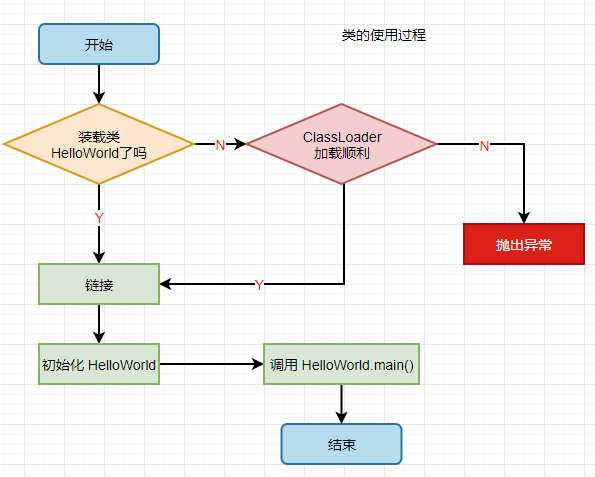 类的使用过程
开始
装载类
HelloWorld了吗
N
ClassLoader
加载顺利
N
抛出异常
Y
Y
链接
初始化 HelloWorld
调用 HelloWorld.main()
结束